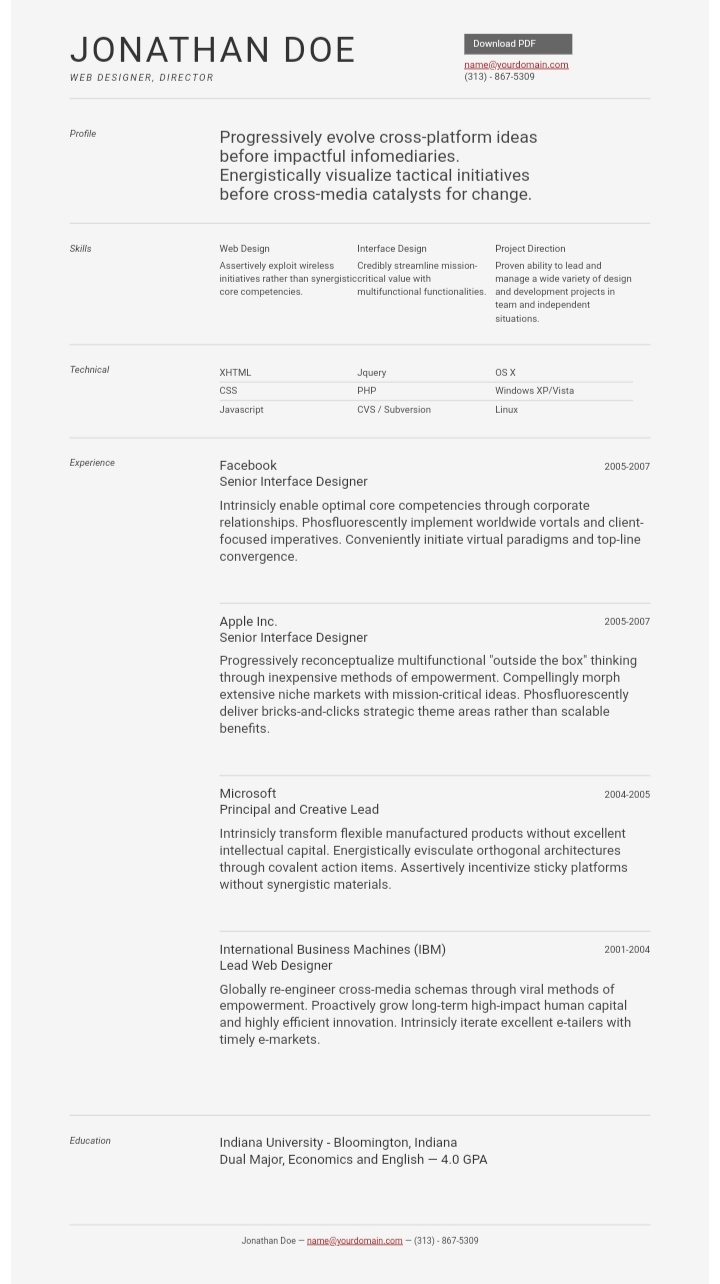 JONATHAN DOE
WEB DESIGNER, DIRECTOR
Download PDF
name@yourdomain.com
(313) - 867-5309
Profile
Progressively evolve cross-platform ideas
before impactful infomediaries.
Energistically visualize tactical initiatives
before cross-media catalysts for change.
Skills
Web Design
Assertively exploit wireless
initiatives rather than synergistic
core competencies.
Interface Design
Credibly streamline mission-
critical value with
multifunctional functionalities.
Project Direction
Proven ability to lead and
manage a wide variety of design
and development projects in
team and independent
situations.
Technical
XHTML Jquery OS X
CSS PHP Windows XP/Vista
Javascript CVS / Subversion Linux
Experience
Facebook 2005-2007
Senior Interface Designer
Intrinsicly enable optimal core competencies through corporate
relationships. Phosfluorescently implement worldwide vortals and client-
focused imperatives. Conveniently initiate virtual paradigms and top-line
convergence.
Apple Inc. 2005-2007
Senior Interface Designer
Progressively reconceptualize multifunctional "outside the box" thinking
through inexpensive methods of empowerment. Compellingly morph
extensive niche markets with mission-critical ideas. Phosfluorescently
deliver bricks-and-clicks strategic theme areas rather than scalable
benefits.
Microsoft 2004-2005
Principal and Creative Lead
Intrinsicly transform flexible manufactured products without excellent
intellectual capital. Energistically evisculate orthogonal architectures
through covalent action items. Assertively incentivize sticky platforms
without synergistic materials.
International Business Machines (IBM) 2001-2004
Lead Web Designer
Globally re-engineer cross-media schemas through viral methods of
empowerment. Proactively grow long-term high-impact human capital
and highly efficient innovation. Intrinsicly iterate excellent e-tailers with
timely e-markets.
Education
Indiana University - Bloomington, Indiana
Dual Major, Economics and English — 4.0 GPA
Jonathan Doe — name@yourdomain.com — (313) - 867-5309